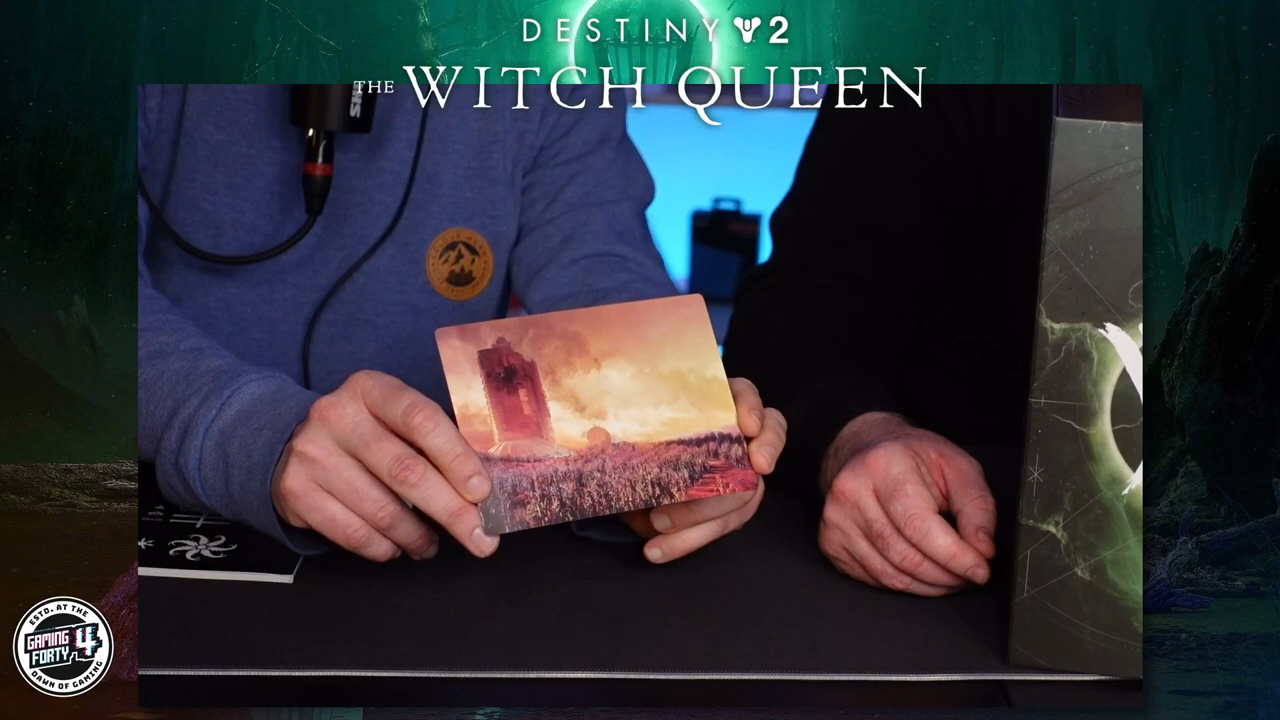 DESTINY 2
THE WITCH QUEEN
ESTD. AT THE
GAMING 4
FORTY
DAWN OF GAMING